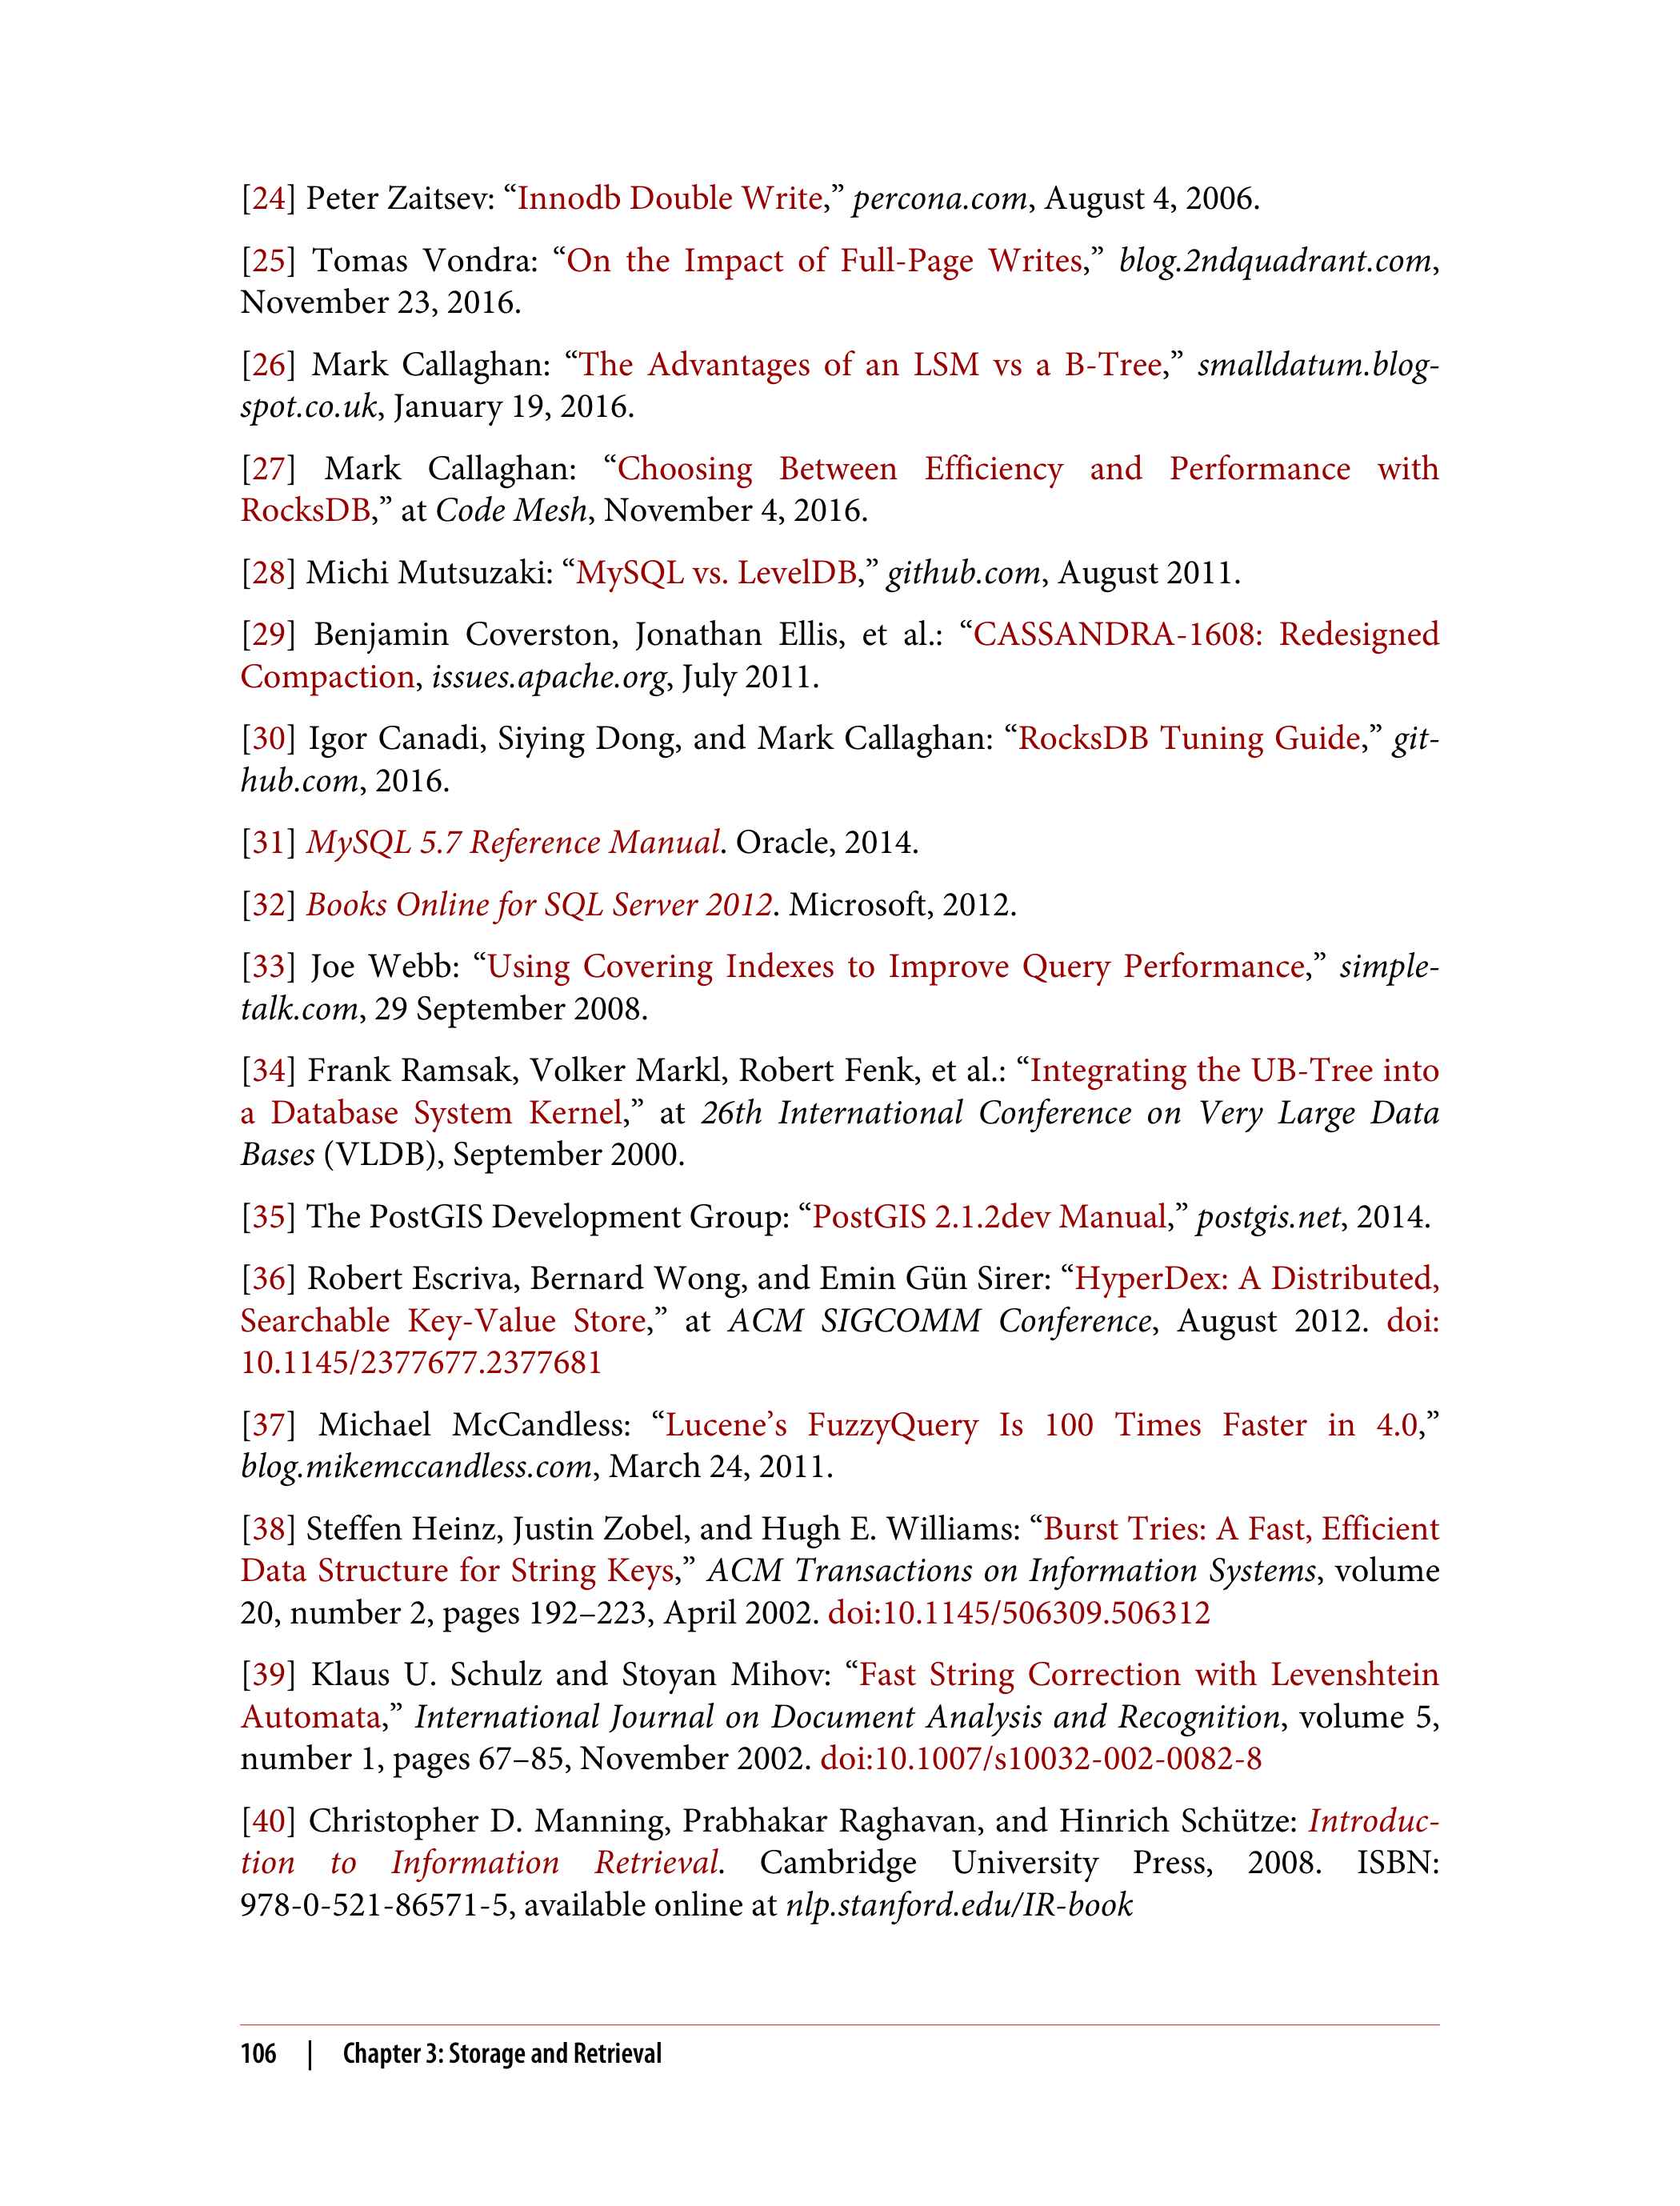 [24] Peter Zaitsev: “Innodb Double Write,” percona.com, August 4, 2006.
[25] Tomas Vondra: “On the Impact of Full-Page Writes,” blog.2ndquadrant.com,
November 23, 2016.
[26] Mark Callaghan: “The Advantages of an LSM vs a B-Tree,” smalldatum.blog-
spot.co.uk, January 19, 2016.
[27] Mark Callaghan: “Choosing Between Efficiency and Performance with
RocksDB,” at Code Mesh, November 4, 2016.
[28] Michi Mutsuzaki: “MySQL vs. LevelDB,” github.com, August 2011.
[29] Benjamin Coverston, Jonathan Ellis, et al.: “CASSANDRA-1608: Redesigned
Compaction, issues.apache.org, July 2011.
[30] Igor Canadi, Siying Dong, and Mark Callaghan: “RocksDB Tuning Guide,” git-
hub.com, 2016.
[31] MySQL 5.7 Reference Manual. Oracle, 2014.
[32] Books Online for SQL Server 2012. Microsoft, 2012.
[33] Joe Webb: “Using Covering Indexes to Improve Query Performance,” simple-
talk.com, 29 September 2008.
[34] Frank Ramsak, Volker Markl, Robert Fenk, et al.: “Integrating the UB-Tree into
a Database System Kernel,” at 26th International Conference on Very Large Data
Bases (VLDB), September 2000.
[35] The PostGIS Development Group: “PostGIS 2.1.2dev Manual,” postgis.net, 2014.
[36] Robert Escriva, Bernard Wong, and Emin Gün Sirer: “HyperDex: A Distributed,
Searchable Key-Value Store,” at ACM SIGCOMM Conference, August 2012. doi:
10.1145/2377677.2377681
[37] Michael McCandless: “Lucene’s FuzzyQuery Is 100 Times Faster in 4.0,”
blog.mikemccandless.com, March 24, 2011.
[38] Steffen Heinz, Justin Zobel, and Hugh E. Williams: “Burst Tries: A Fast, Efficient
Data Structure for String Keys,” ACM Transactions on Information Systems, volume
20, number 2, pages 192–223, April 2002. doi:10.1145/506309.506312
[39] Klaus U. Schulz and Stoyan Mihov: “Fast String Correction with Levenshtein
Automata,” International Journal on Document Analysis and Recognition, volume 5,
number 1, pages 67–85, November 2002. doi:10.1007/s10032-002-0082-8
[40] Christopher D. Manning, Prabhakar Raghavan, and Hinrich Schütze: Introduc-
tion to Information Retrieval. Cambridge University Press, 2008. ISBN:
978-0-521-86571-5, available online at nlp.stanford.edu/IR-book
106 | Chapter 3: Storage and Retrieval